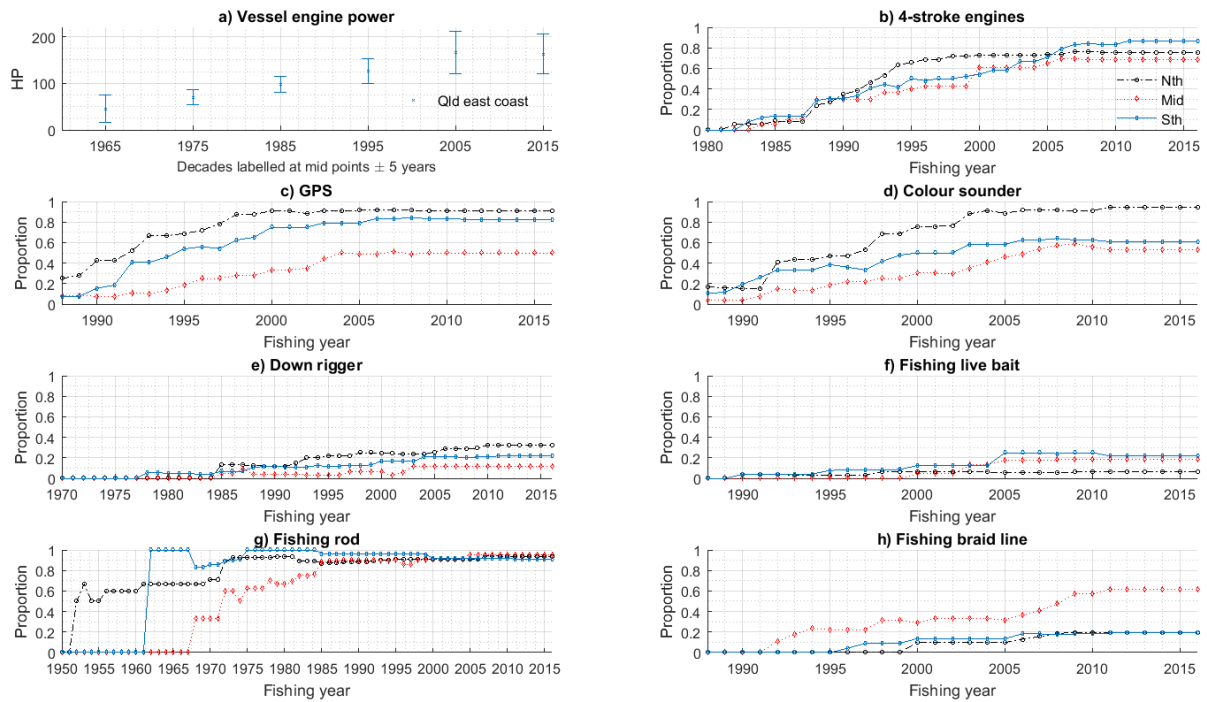 a) Vessel engine power
HP
200
100
0
Qld east coast
1965 1975 1985 1995 2005 2015
Decades labelled at mid points ± 5 years
b) 4-stroke engines
Proportion
1
0.8
0.6
0.4
0.2
0
Nth
Mid
Sth
1980 1985 1990 1995 2000 2005 2010 2015
Fishing year
c) GPS
Proportion
1
0.8
0.6
0.4
0.2
0
1990 1995 2000 2005 2010 2015
Fishing year
d) Colour sounder
Proportion
1
0.8
0.6
0.4
0.2
0
1990 1995 2000 2005 2010 2015
Fishing year
e) Down rigger
Proportion
1
0.8
0.6
0.4
0.2
0
1970 1975 1980 1985 1990 1995 2000 2005 2010 2015
Fishing year
f) Fishing live bait
Proportion
1
0.8
0.6
0.4
0.2
0
1990 1995 2000 2005 2010 2015
Fishing year
g) Fishing rod
Proportion
1
0.8
0.6
0.4
0.2
0
1950 1955 1960 1965 1970 1975 1980 1985 1990 1995 2000 2005 2010 2015
Fishing year
h) Fishing braid line
Proportion
1
0.8
0.6
0.4
0.2
0
1990 1995 2000 2005 2010 2015
Fishing year